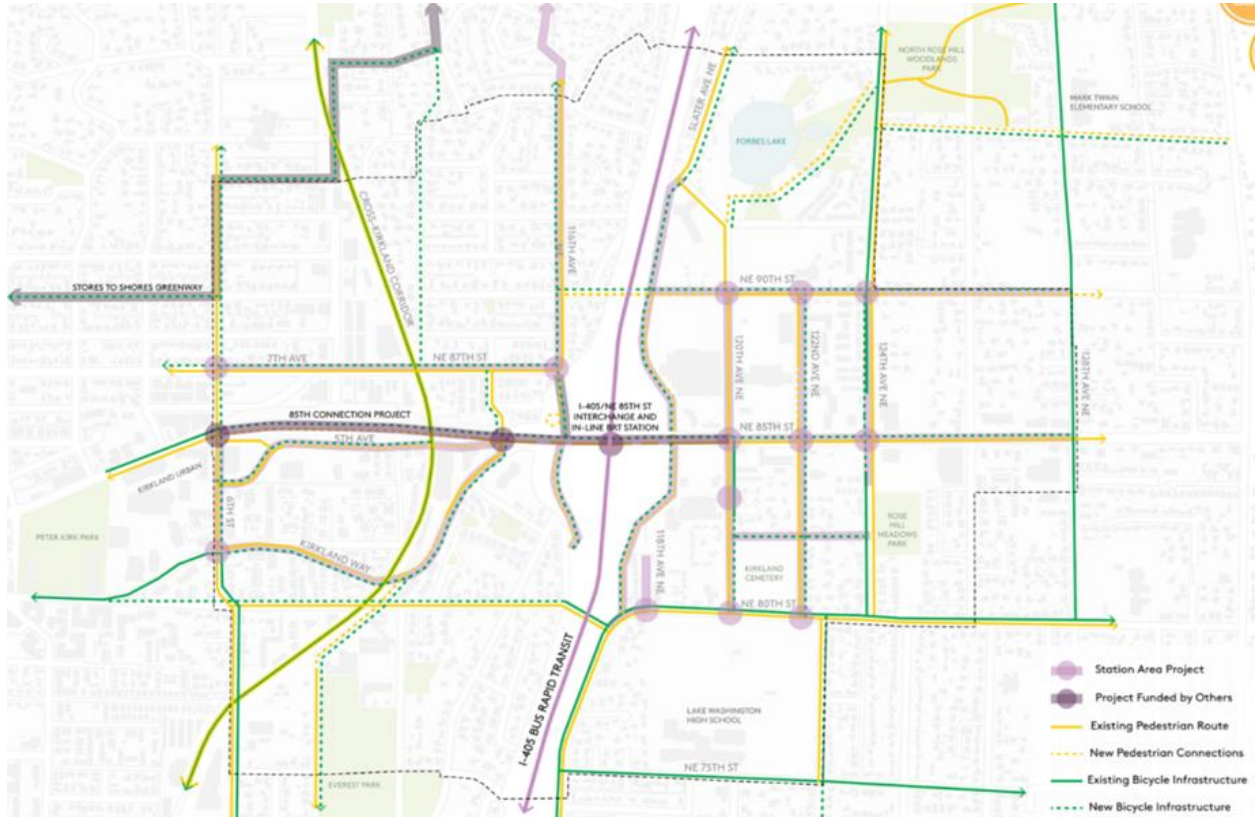 NORTH ROSE HILL
WOODLANDS
PARK
MARK TWAIN
ELEMENTARY SCHOOL
SLATER AVE NE
FORBES LAKE
CROSS-KIRKLAND CORRIDOR
116TH AVE
STORES TO SHORES GREENWAY
NE 90TH ST
7TH AVE
NE 87TH ST
120TH AVE NE
122ND AVE NE
124TH AVE NE
128TH AVE NE
85TH CONNECTION PROJECT
I-405/NE 85TH ST
INTERCHANGE AND
IN-LINE BRT STATION
NE 85TH ST
5TH AVE
KIRKLAND URBAN
6TH ST
PETER KIRK PARK
KIRKLAND WAY
118TH AVE NE
ROSE
HILL
MEADOWS
PARK
KIRKLAND
CEMETERY
NE 80TH ST
I-405 BUS RAPID TRANSIT
LAKE WASHINGTON
HIGH SCHOOL
NE 75TH ST
EVEREST PARK
Station Area Project
Project Funded by Others
Existing Pedestrian Route
New Pedestrian Connections
Existing Bicycle Infrastructure
New Bicycle Infrastructure